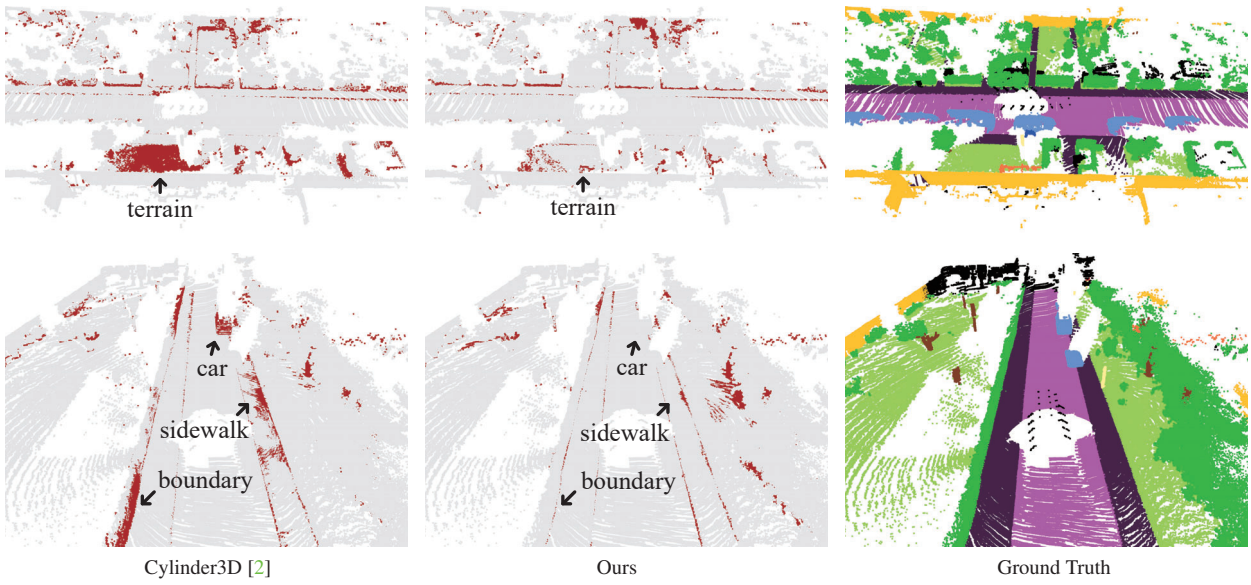 terrain
terrain
car
car
sidewalk
sidewalk
boundary
boundary
Cylinder3D [2]
Ours
Ground Truth